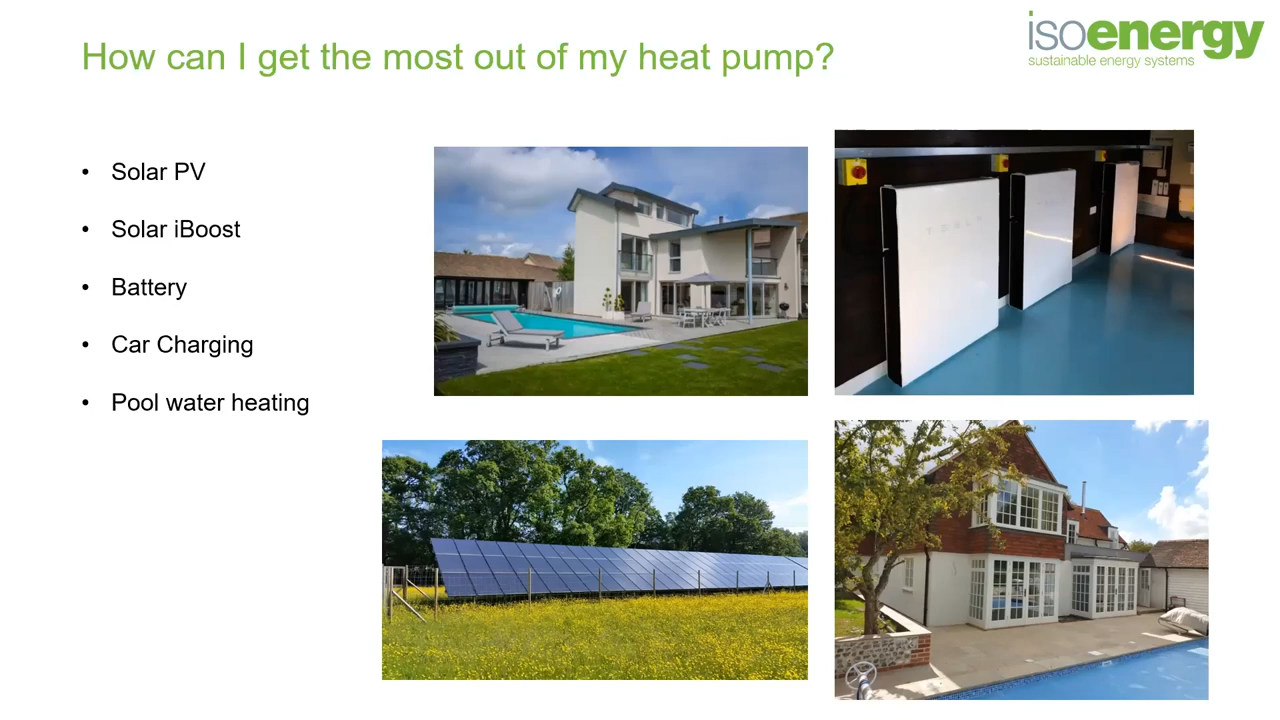 How can I get the most out of my heat pump?
isoenergy
sustainable energy systems
• Solar PV
• Solar iBoost
• Battery
• Car Charging
• Pool water heating
TESLA